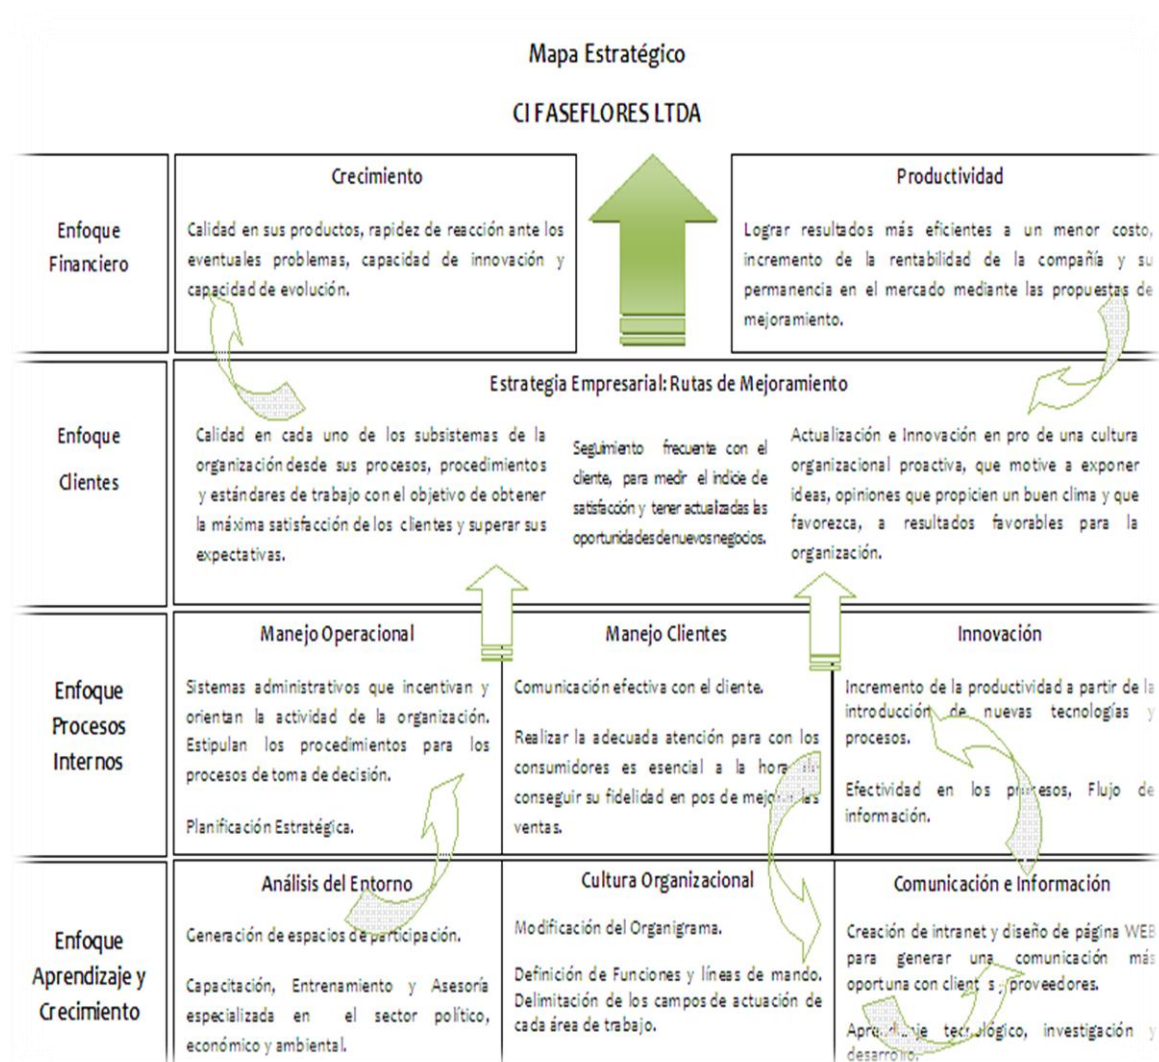 Mapa Estratégico
CI FASEFLORES LTDA
Enfoque
Financiero
Crecimiento
Calidad en sus productos, rapidez de reacción ante los
eventuales problemas, capacidad de innovación y
capacidad de evolución.
Productividad
Lograr resultados más eficientes a un menor costo,
incremento de la rentabilidad de la compañía y su
permanencia en el mercado mediante las propuestas de
mejoramiento.
Enfoque
Clientes
Estrategia Empresarial: Rutas de Mejoramiento
Calidad en cada uno de los subsistemas de la
organización desde sus procesos, procedimientos
y estándares de trabajo con el objetivo de obtener
la máxima satisfacción de los clientes y superar sus
expectativas.
Seguimiento frecuente con el
cliente, para medir el indicie de
satisfacción y tener actualizadas las
oportunidades de nuevos negocios.
Actualización e Innovación en pro de una cultura
organizacional proactiva, que motive a exponer
ideas, opiniones que propicien un buen clima y que
favorezca, a resultados favorables para la
organización.
Enfoque
Procesos
Internos
Manejo Operacional
Sistemas administrativos que incentivan y
orientan la actividad de la organización.
Estipulan los procedimientos para los
procesos de toma de decisión.
Planificación Estratégica.
Manejo Clientes
Comunicación efectiva con el cliente.
Realizar la adecuada atención para con los
consumidores es esencial a la hora de
conseguir su fidelidad en pos de mejorar las
ventas.
Innovación
Incremento de la productividad a partir de la
introducción de nuevas tecnologías y
procesos.
Efectividad en los procesos, Flujo de
información.
Enfoque
Aprendizaje y
Crecimiento
Análisis del Entorno
Generación de espacios de participación.
Capacitación, Entrenamiento y Asesoría
especializada en el sector político,
económico y ambiental.
Cultura Organizacional
Modificación del Organigrama.
Definición de Funciones y líneas de mando.
Delimitación de los campos de actuación de
cada área de trabajo.
Comunicación e Información
Creación de intranet y diseño de página WEB
para generar una comunicación más
oportuna con clientes, proveedores.
Aprendizaje tecnológico, investigación y
desarrollo.